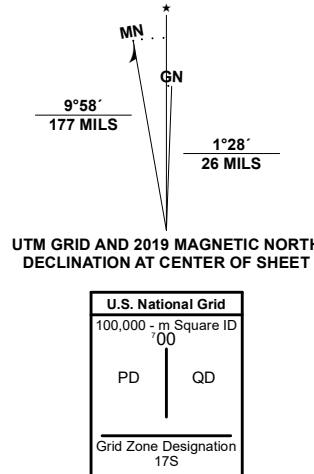 ★
MN
GN
9°58´
177 MILS
1°28´
26 MILS
UTM GRID AND 2019 MAGNETIC NORTH
DECLINATION AT CENTER OF SHEET
U.S. National Grid
100,000 - m Square ID
⁷00
PD QD
Grid Zone Designation
17S